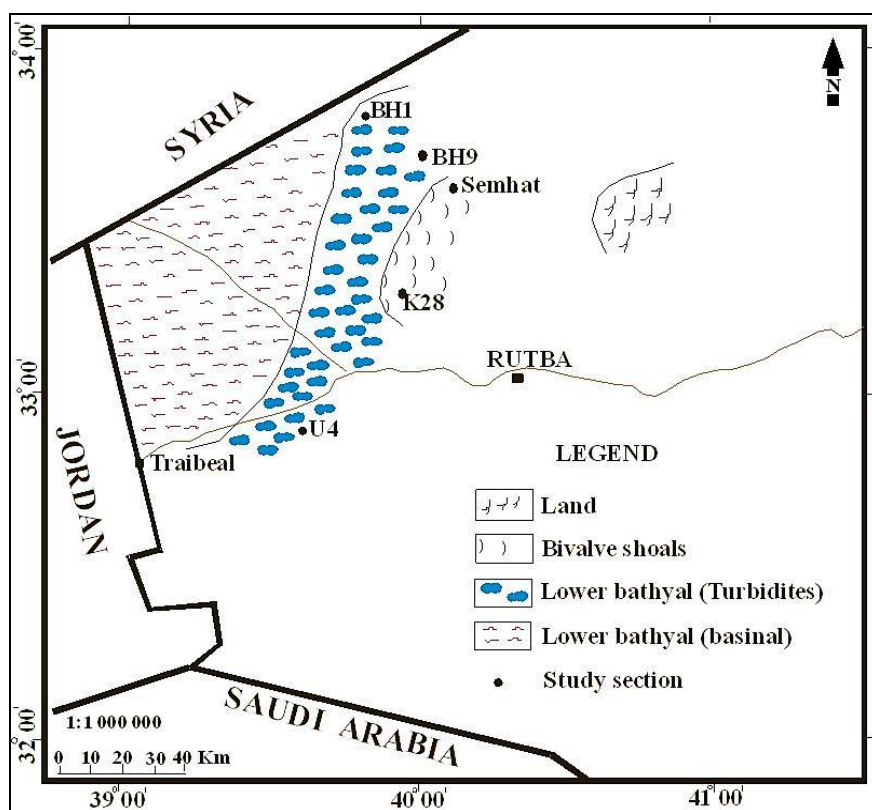 34°00'
N
SYRIA
BH1
BH9
Semhat
K28
RUTBA
33°00'
U4
Traibeal
JORDAN
LEGEND
Land
Bivalve shoals
Lower bathyal (Turbidites)
Lower bathyal (basinal)
Study section
SAUDI ARABIA
1:1 000 000
0 10 20 30 40 Km
32°00'
39°00' 40°00' 41°00'